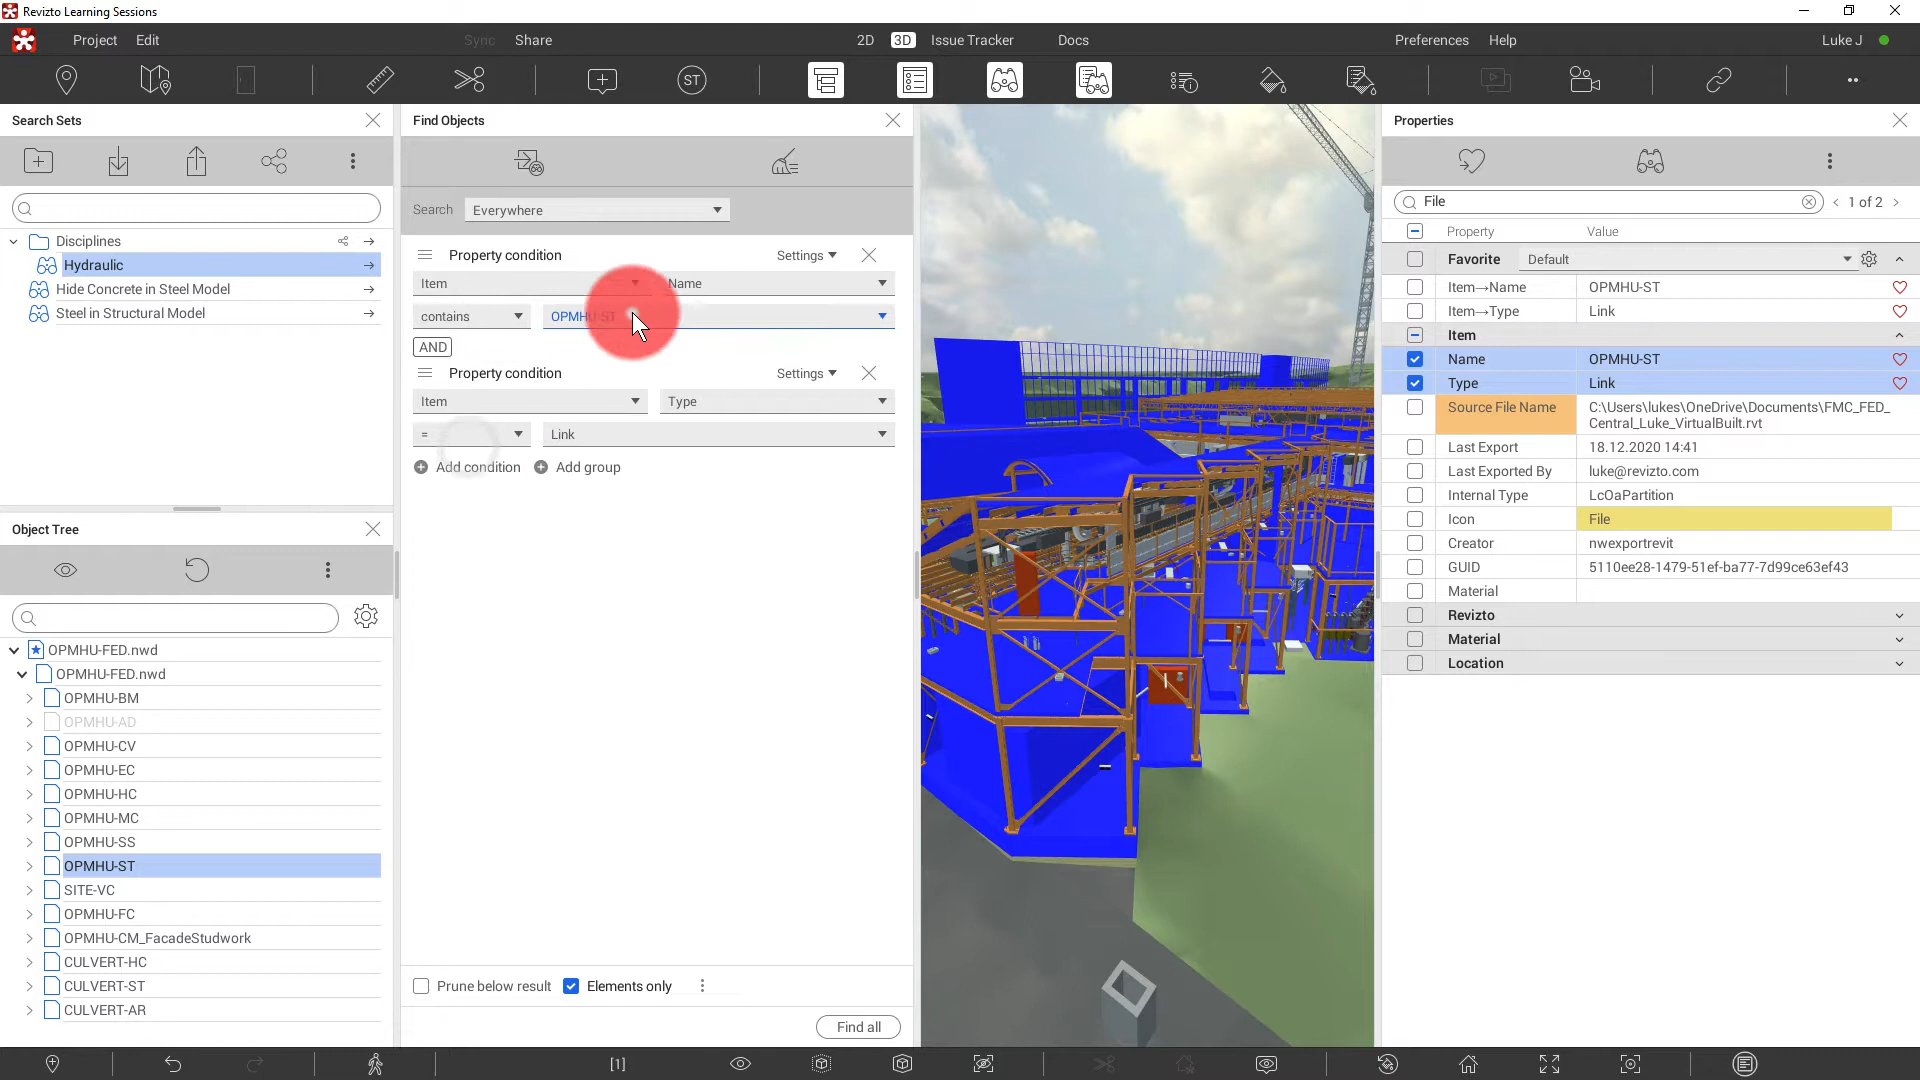 Revizto Learning Sessions
Project Edit Sync Share 2D 3D Issue Tracker Docs Preferences Help Luke J
ST
Search Sets
Disciplines
Hydraulic
Hide Concrete in Steel Model
Steel in Structural Model
Object Tree
OPMHU-FED.nwd
OPMHU-FED.nwd
OPMHU-BM
OPMHU-AD
OPMHU-CV
OPMHU-EC
OPMHU-HC
OPMHU-MC
OPMHU-SS
OPMHU-ST
SITE-VC
OPMHU-FC
OPMHU-CM_FacadeStudwork
CULVERT-HC
CULVERT-ST
CULVERT-AR
Find Objects
Search Everywhere
Property condition Settings
Item Name
contains OPMHU-ST
AND
Property condition Settings
Item Type
= Link
Add condition Add group
Prune below result Elements only
Find all
Properties
File 1 of 2
Property Value
Favorite Default
Item→Name OPMHU-ST
Item→Type Link
Item
Name OPMHU-ST
Type Link
Source File Name C:\Users\lukes\OneDrive\Documents\FMC_FED_
Central_Luke_VirtualBuilt.rvt
Last Export 18.12.2020 14:41
Last Exported By luke@revizto.com
Internal Type LcOaPartition
Icon File
Creator nwexportrevit
GUID 5110ee28-1479-51ef-ba77-7d99ce63ef43
Material
Revizto
Material
Location
[1]